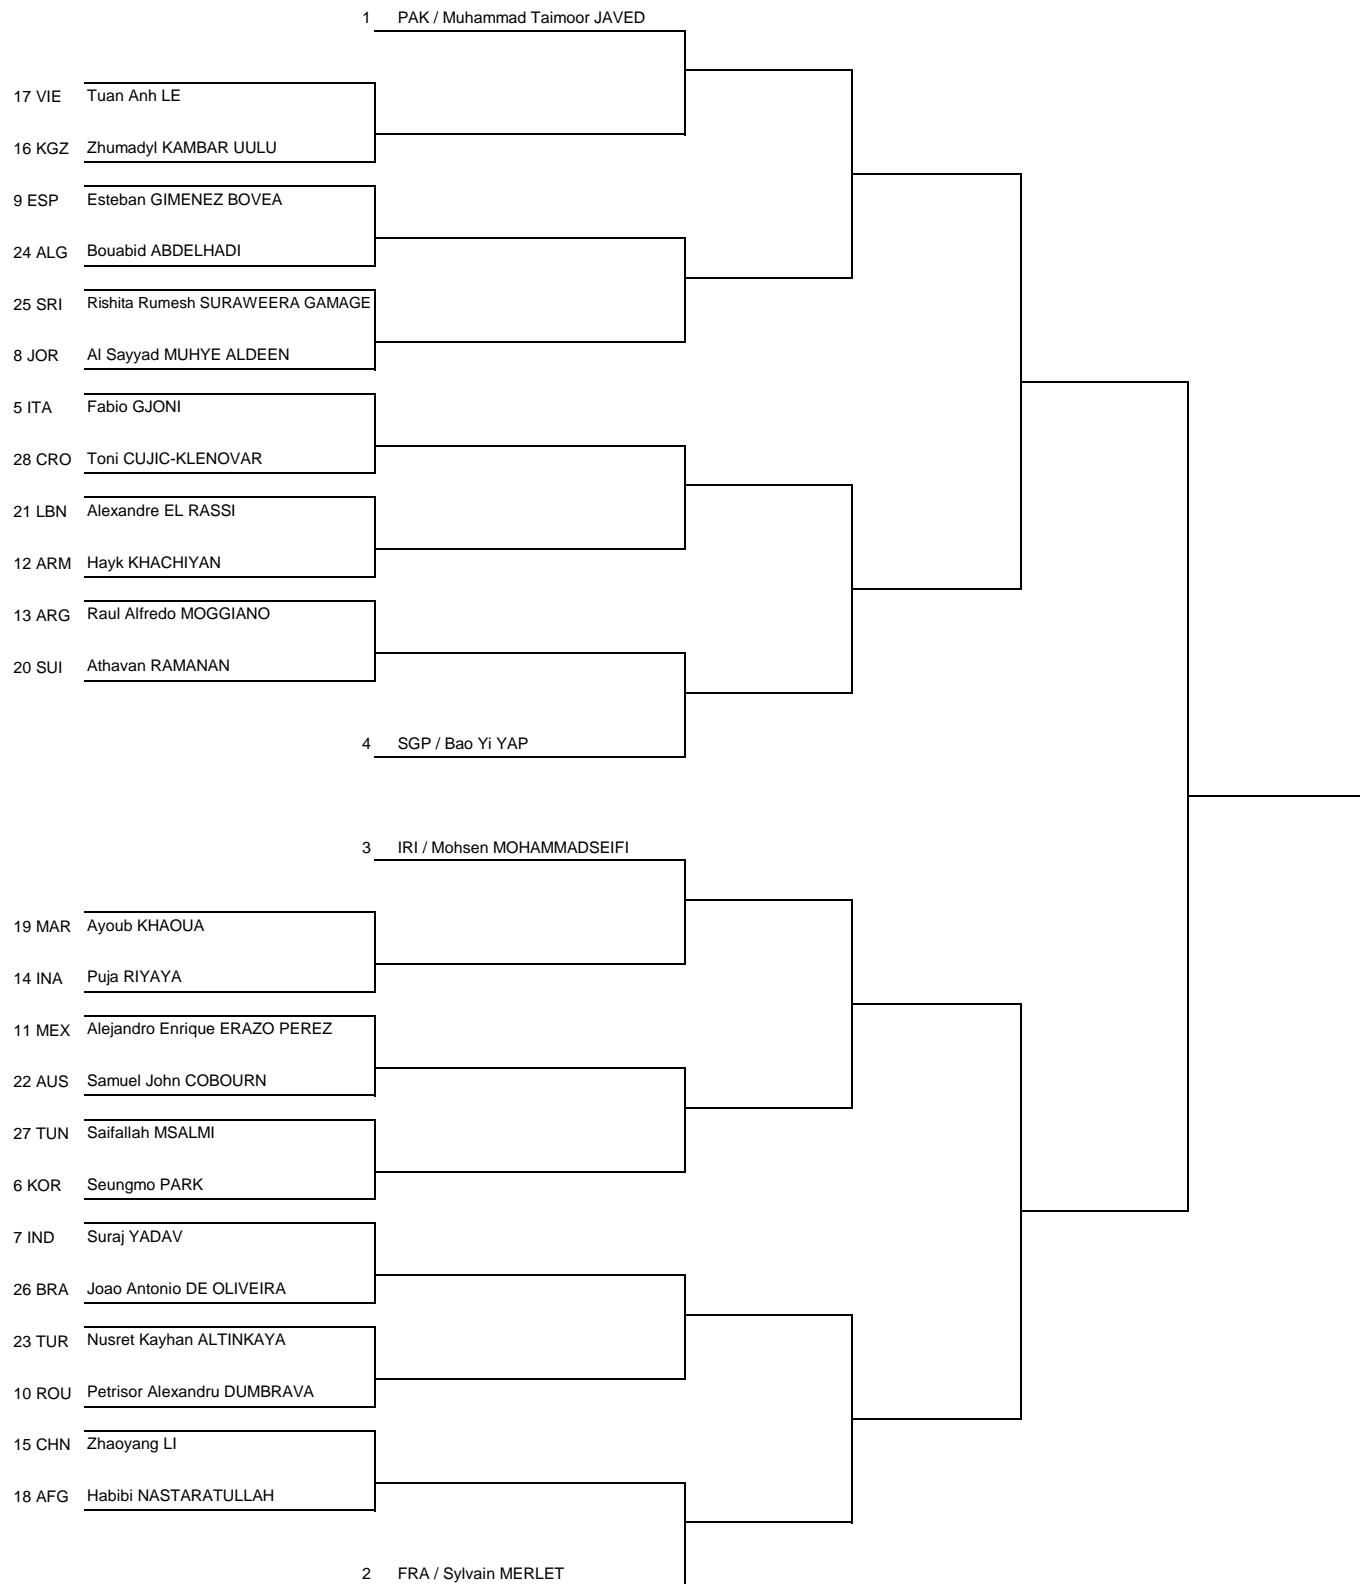 1 PAK / Muhammad Taimoor JAVED
17 VIE Tuan Anh LE
16 KGZ Zhumadyl KAMBAR UULU
9 ESP Esteban GIMENEZ BOVEA
24 ALG Bouabid ABDELHADI
25 SRI Rishita Rumesh SURAWEERA GAMAGE
8 JOR Al Sayyad MUHYE ALDEEN
5 ITA Fabio GJONI
28 CRO Toni CUJIC-KLENOVAR
21 LBN Alexandre EL RASSI
12 ARM Hayk KHACHIYAN
13 ARG Raul Alfredo MOGGIANO
20 SUI Athavan RAMANAN
4 SGP / Bao Yi YAP
3 IRI / Mohsen MOHAMMADSEIFI
19 MAR Ayoub KHAOUA
14 INA Puja RIYAYA
11 MEX Alejandro Enrique ERAZO PEREZ
22 AUS Samuel John COBOURN
27 TUN Saifallah MSALMI
6 KOR Seungmo PARK
7 IND Suraj YADAV
26 BRA Joao Antonio DE OLIVEIRA
23 TUR Nusret Kayhan ALTINKAYA
10 ROU Petrisor Alexandru DUMBRAVA
15 CHN Zhaoyang LI
18 AFG Habibi NASTARATULLAH
2 FRA / Sylvain MERLET